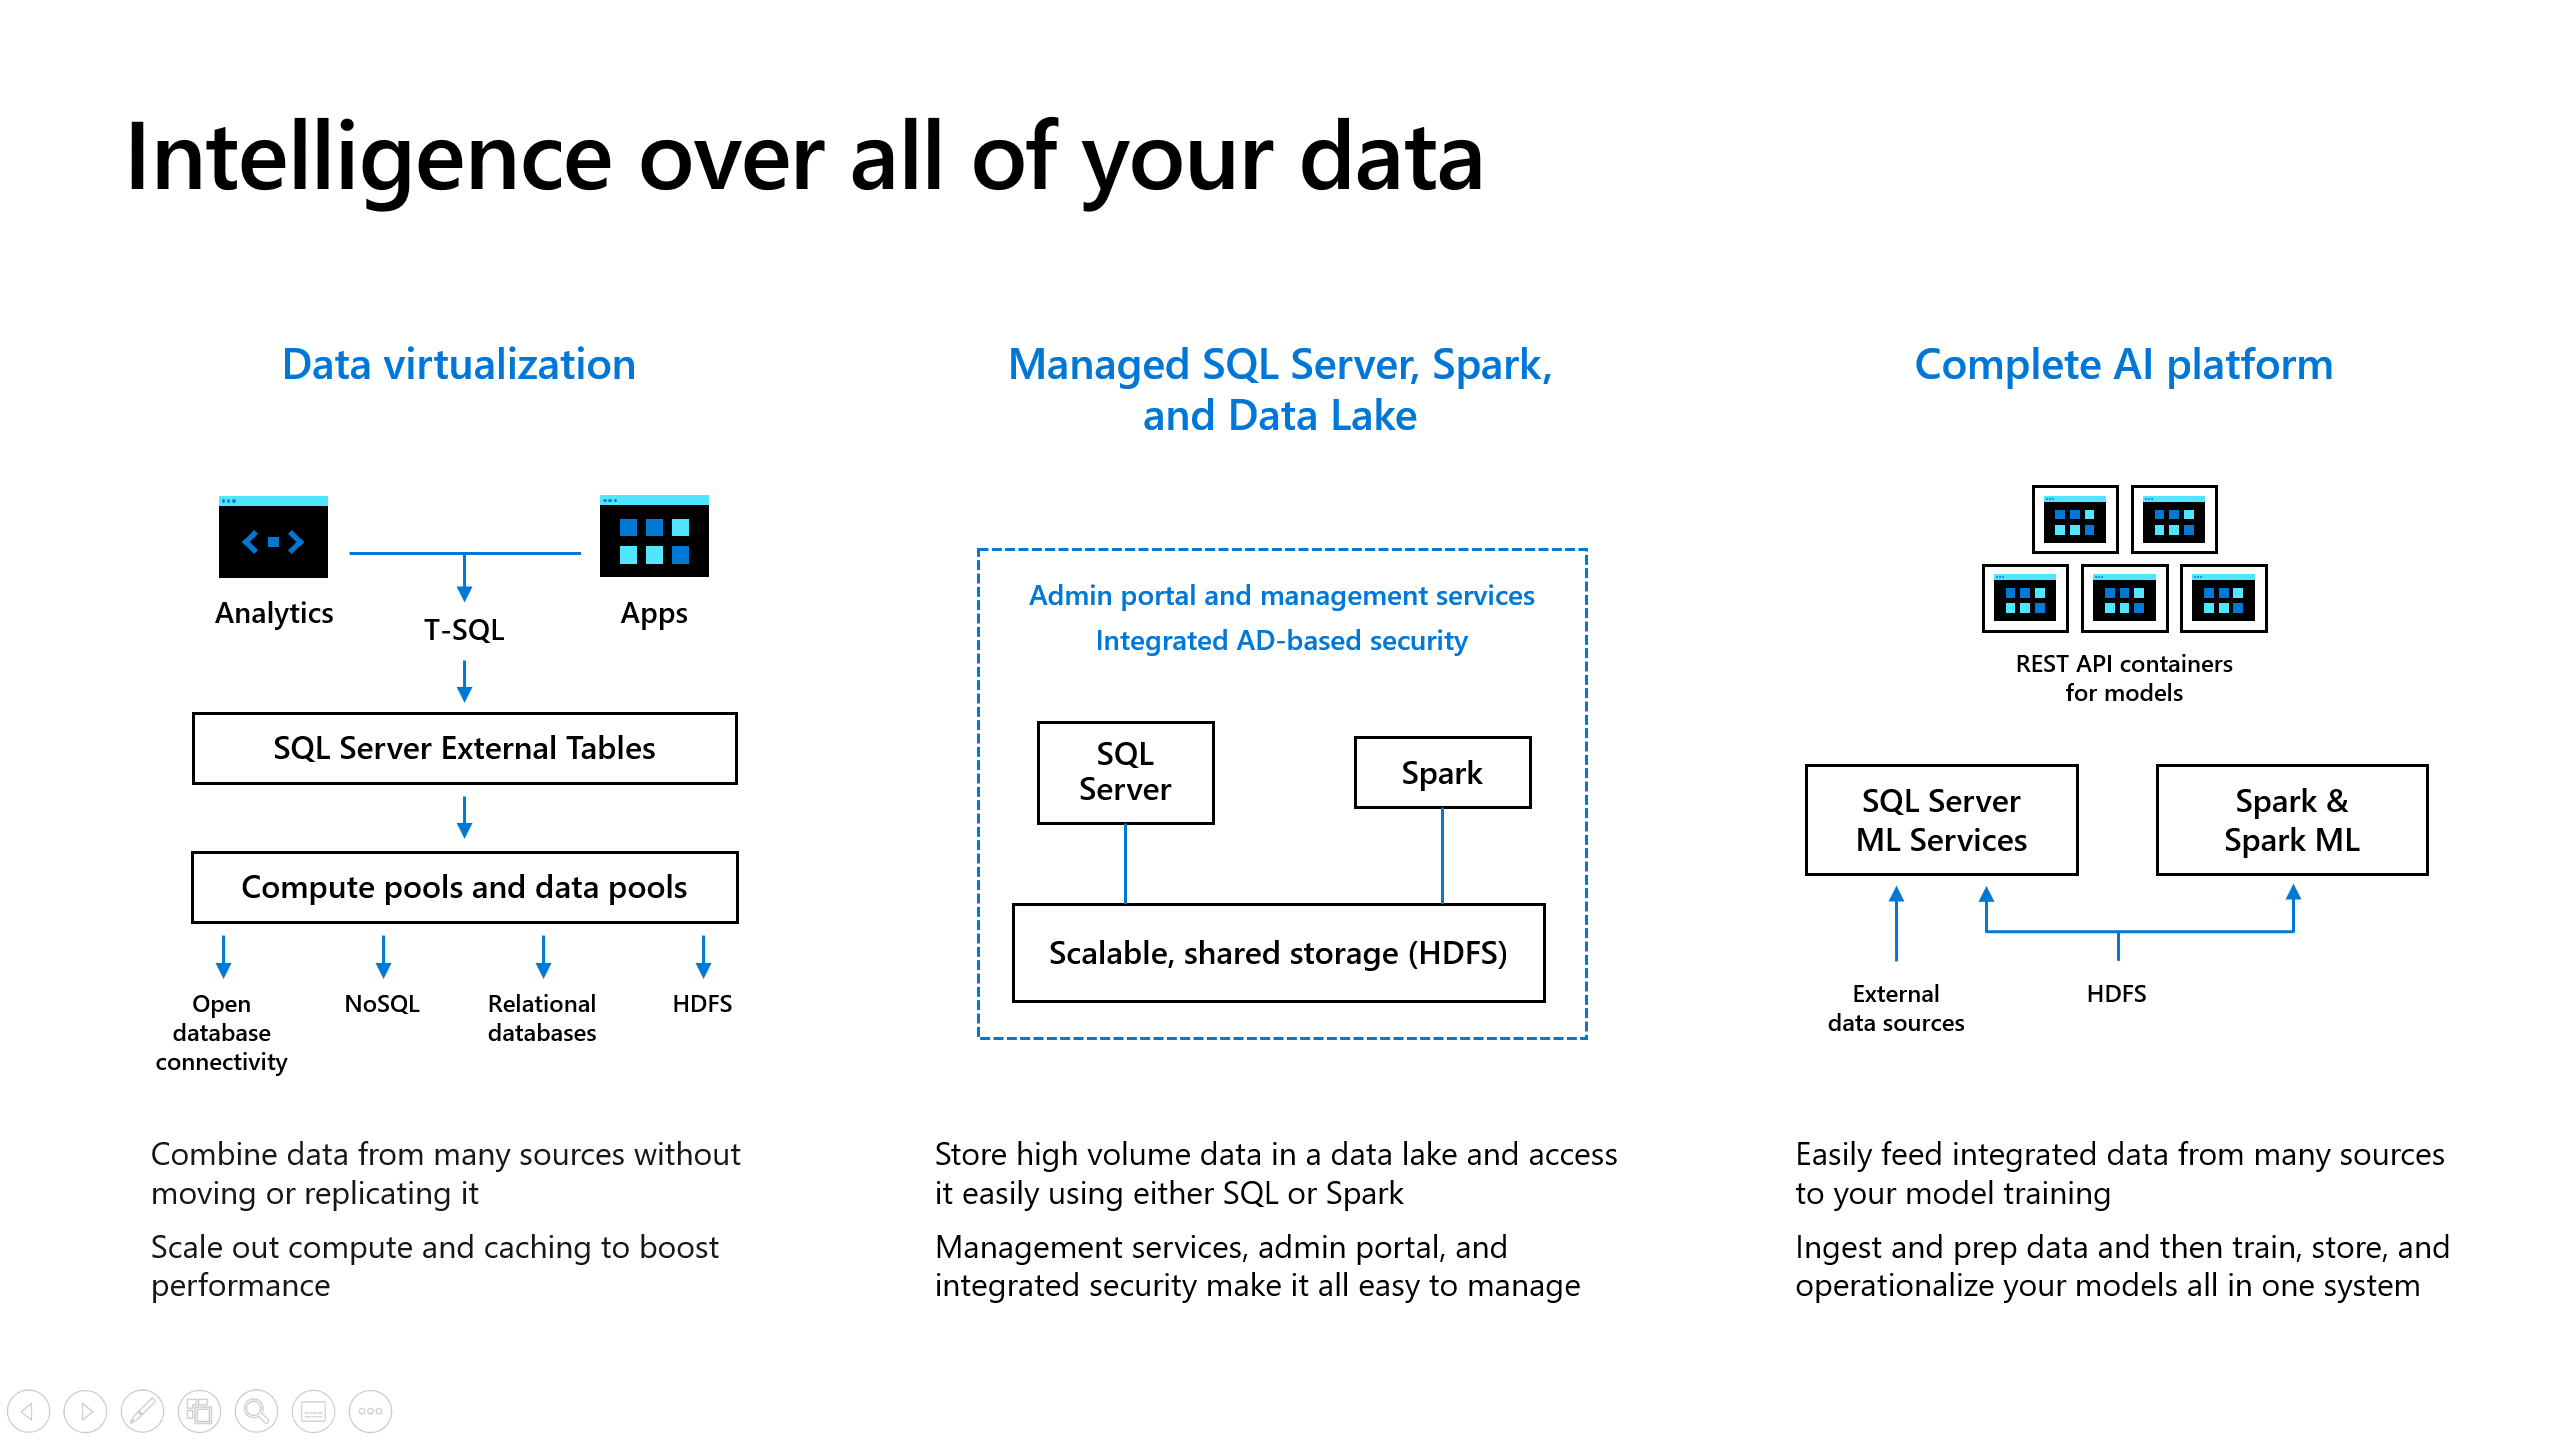 Intelligence over all of your data
Data virtualization
Analytics
Apps
T-SQL
SQL Server External Tables
Compute pools and data pools
Open
database
connectivity
NoSQL
Relational
databases
HDFS
Combine data from many sources without
moving or replicating it
Scale out compute and caching to boost
performance
Managed SQL Server, Spark,
and Data Lake
Admin portal and management services
Integrated AD-based security
SQL
Server
Spark
Scalable, shared storage (HDFS)
Store high volume data in a data lake and access
it easily using either SQL or Spark
Management services, admin portal, and
integrated security make it all easy to manage
Complete AI platform
REST API containers
for models
SQL Server
ML Services
Spark &
Spark ML
External
data sources
HDFS
Easily feed integrated data from many sources
to your model training
Ingest and prep data and then train, store, and
operationalize your models all in one system